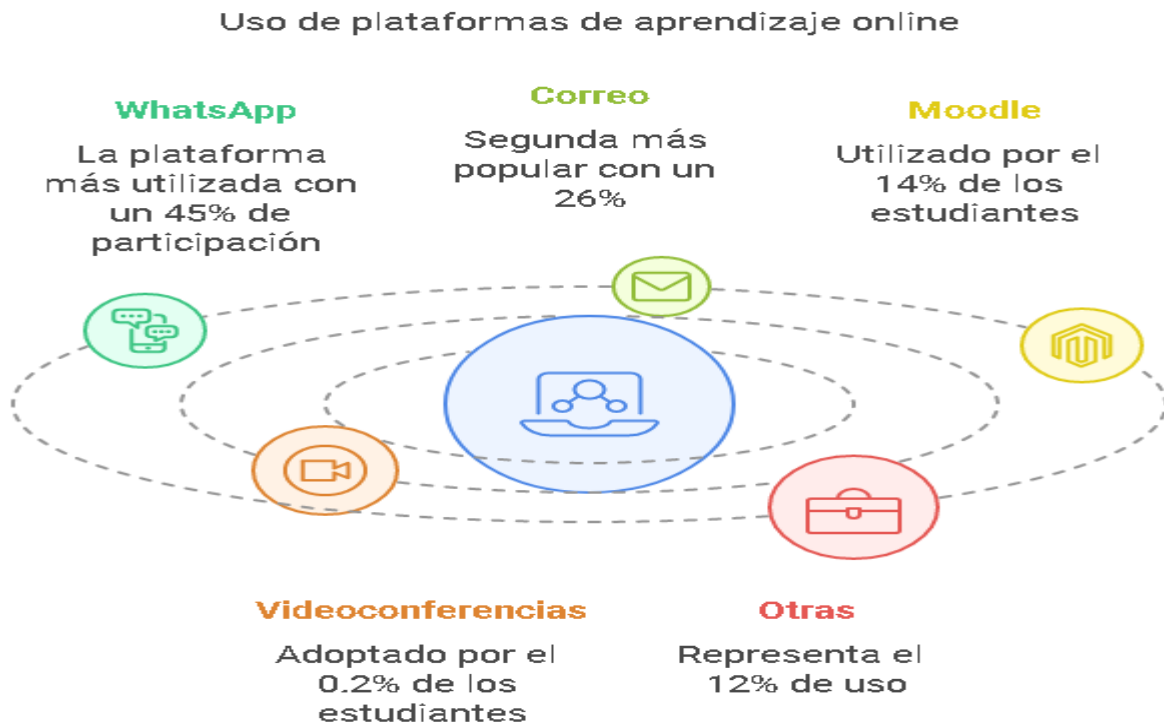 Uso de plataformas de aprendizaje online
WhatsApp
La plataforma
más utilizada con
un 45% de
participación
Correo
Segunda más
popular con un
26%
Moodle
Utilizado por el
14% de los
estudiantes
Videoconferencias
Adoptado por el
0.2% de los
estudiantes
Otras
Representa el
12% de uso